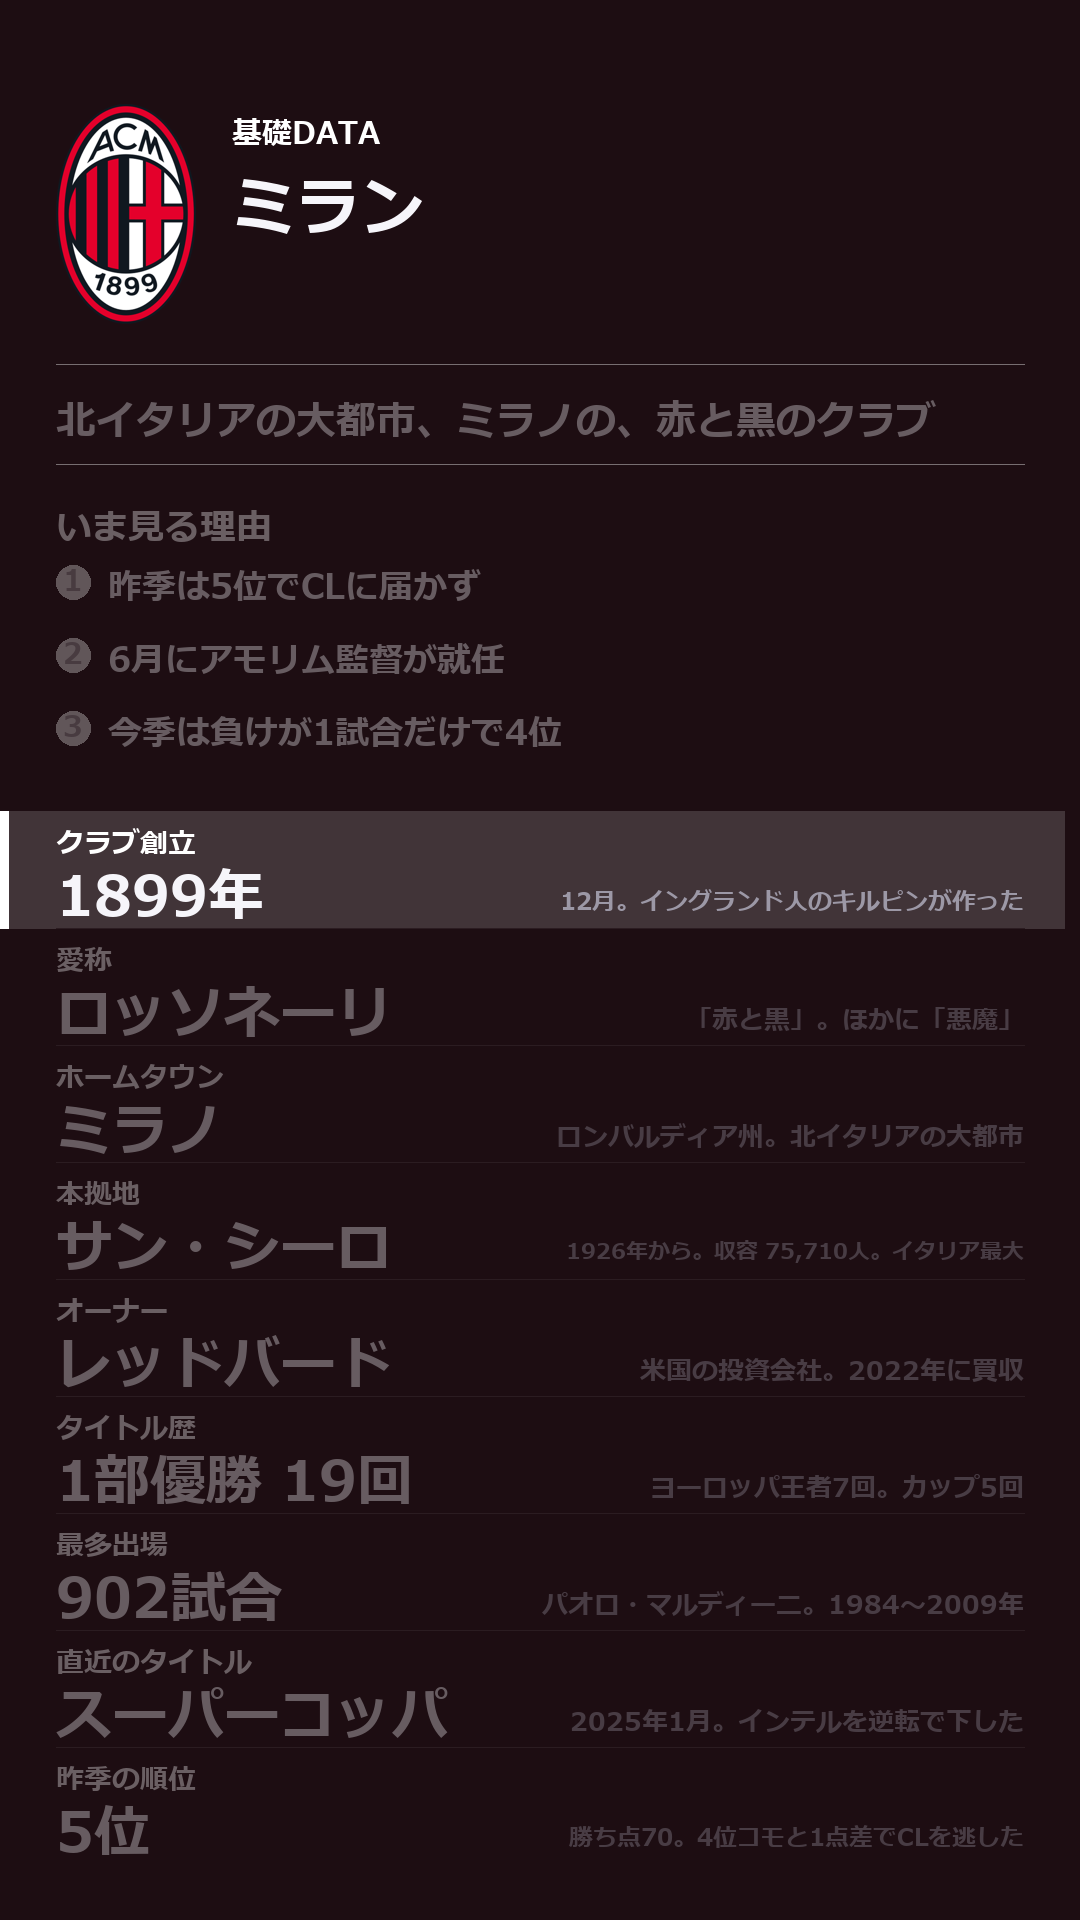 ACM
1899
基礎DATA
ミラン
北イタリアの大都市、ミラノの、赤と黒のクラブ
いま見る理由
1 昨季は5位でCLに届かず
2 6月にアモリム監督が就任
3 今季は負けが1試合だけで4位
クラブ創立
1899年 12月。イングランド人のキルピンが作った
愛称
ロッソネーリ 「赤と黒」。ほかに「悪魔」
ホームタウン
ミラノ ロンバルディア州。北イタリアの大都市
本拠地
サン・シーロ 1926年から。収容 75,710人。イタリア最大
オーナー
レッドバード 米国の投資会社。2022年に買収
タイトル歴
1部優勝 19回 ヨーロッパ王者7回。カップ5回
最多出場
902試合 パオロ・マルディーニ。1984〜2009年
直近のタイトル
スーパーコッパ 2025年1月。インテルを逆転で下した
昨季の順位
5位 勝ち点70。4位コモと1点差でCLを逃した